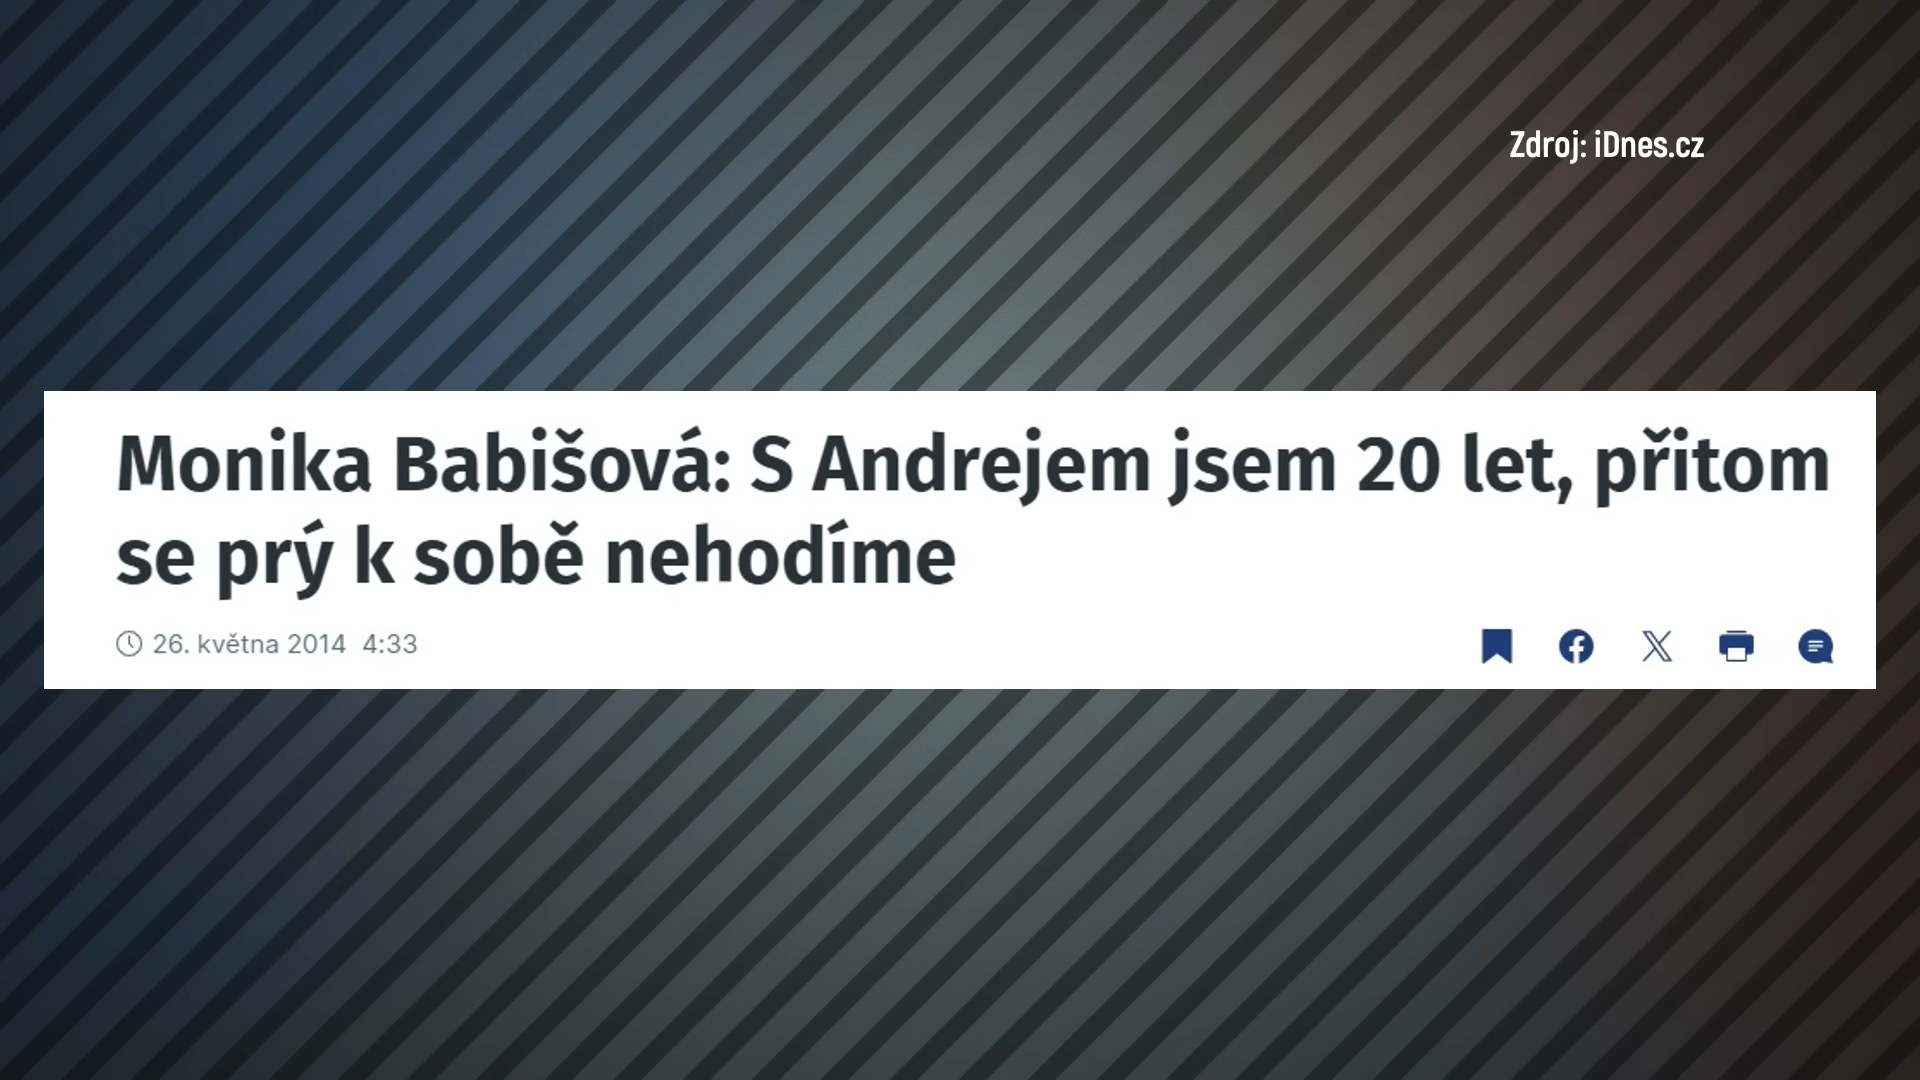 Zdroj: iDnes.cz
Monika Babišová: S Andrejem jsem 20 let, přitom
se prý k sobě nehodíme
26. května 2014 4:33